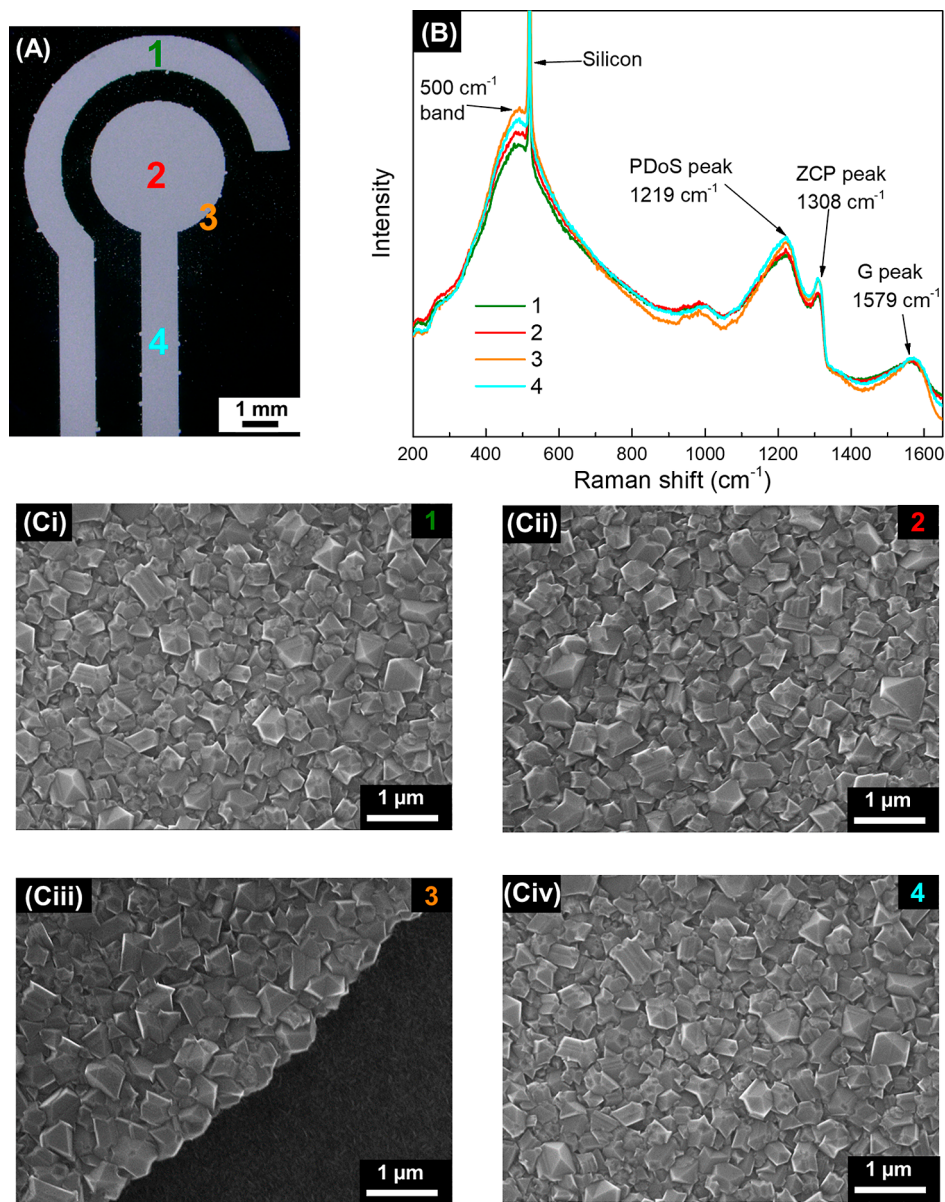 (A)
1
2
3
4
1 mm
(B)
Intensity
500 cm-1
band
Silicon
PDoS peak
1219 cm-1
ZCP peak
1308 cm-1
G peak
1579 cm-1
1
2
3
4
200 400 600 800 1000 1200 1400 1600
Raman shift (cm-1)
(Ci) 1
1 µm
(Cii) 2
1 µm
(Ciii) 3
1 µm
(Civ) 4
1 µm